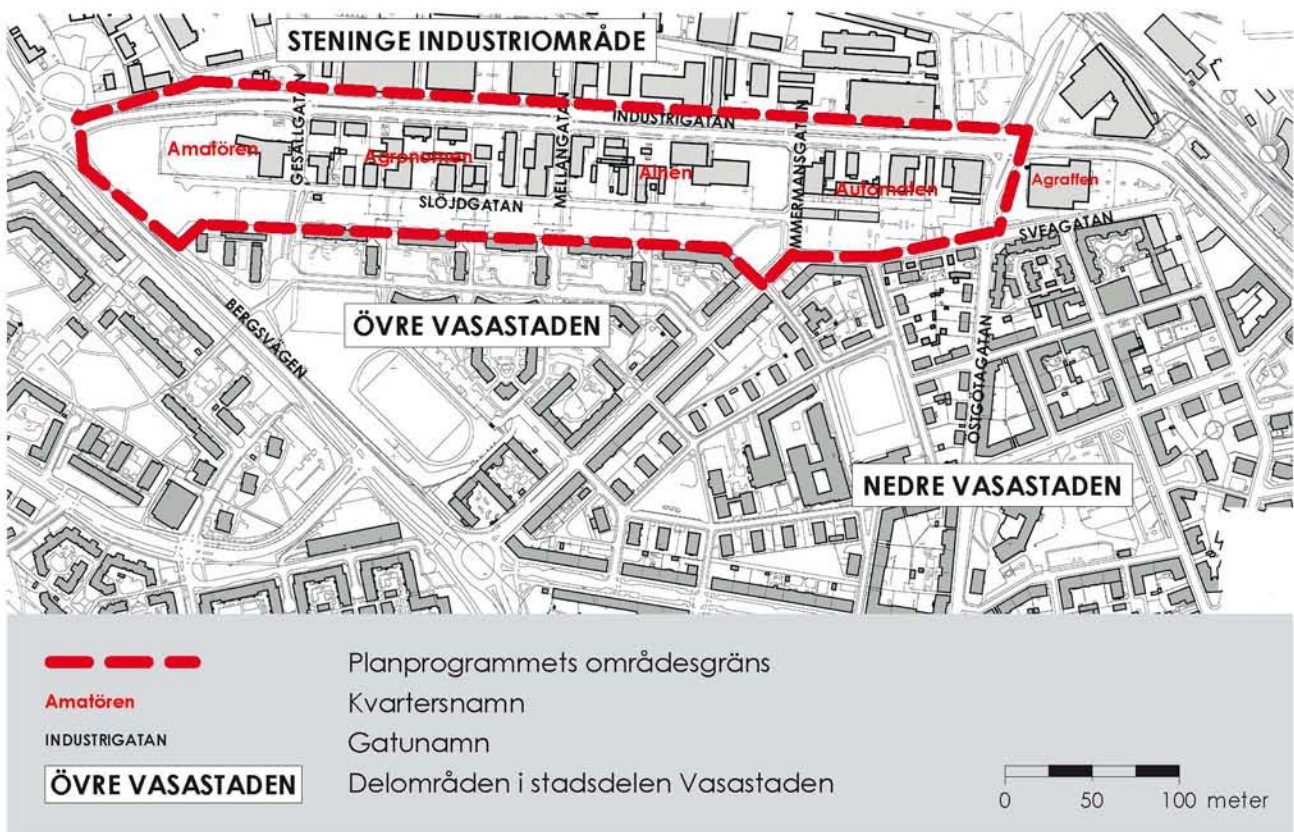 STENINGE INDUSTRIOMRÅDE
GESÄLLGATAN
MELLANGATAN
INDUSTRIGATAN
MMERMANSGATAN
Amatören
Agronomen
Alnen
Automaten
Agraffen
SLÖJDGATAN
SVEAGATAN
BERGSVÄGEN
ÖVRE VASASTADEN
ÖSTGÖTAGATAN
NEDRE VASASTADEN
Planprogrammets områdesgräns
Amatören Kvartersnamn
INDUSTRIGATAN Gatunamn
ÖVRE VASASTADEN Delområden i stadsdelen Vasastaden
0 50 100 meter